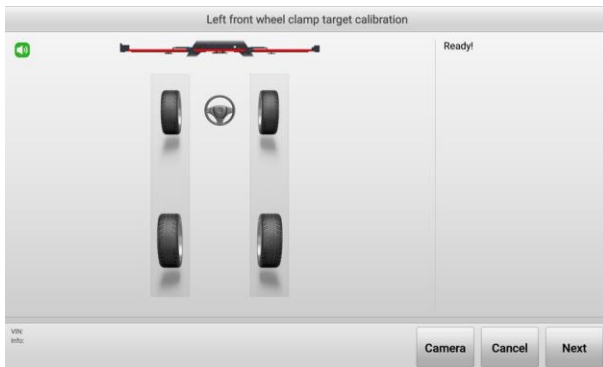 Left front wheel clamp target calibration
Ready!
VIN:
Info:
Camera
Cancel
Next